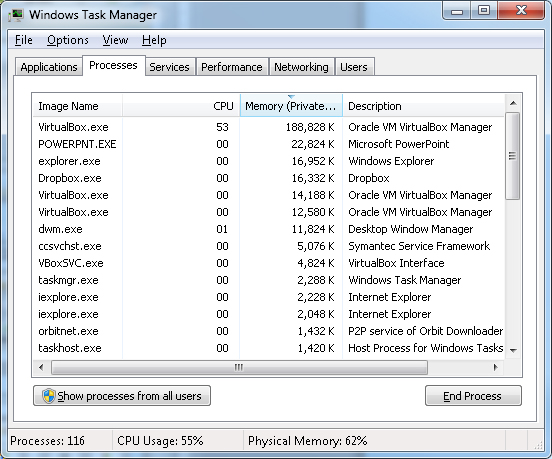 Windows Task Manager
File Options View Help
Applications Processes Services Performance Networking Users
Image Name CPU Memory (Private... Description
VirtualBox.exe 53 188,828 K Oracle VM VirtualBox Manager
POWERPNT.EXE 00 22,824 K Microsoft PowerPoint
explorer.exe 00 16,952 K Windows Explorer
Dropbox.exe 00 16,332 K Dropbox
VirtualBox.exe 00 14,188 K Oracle VM VirtualBox Manager
VirtualBox.exe 00 12,580 K Oracle VM VirtualBox Manager
dwm.exe 01 11,824 K Desktop Window Manager
ccsvchst.exe 00 5,076 K Symantec Service Framework
VBoxSVC.exe 00 4,824 K VirtualBox Interface
taskmgr.exe 00 2,288 K Windows Task Manager
iexplore.exe 00 2,228 K Internet Explorer
iexplore.exe 00 2,048 K Internet Explorer
orbitnet.exe 00 1,432 K P2P service of Orbit Downloader
taskhost.exe 00 1,420 K Host Process for Windows Tasks
Show processes from all users End Process
Processes: 116 CPU Usage: 55% Physical Memory: 62%